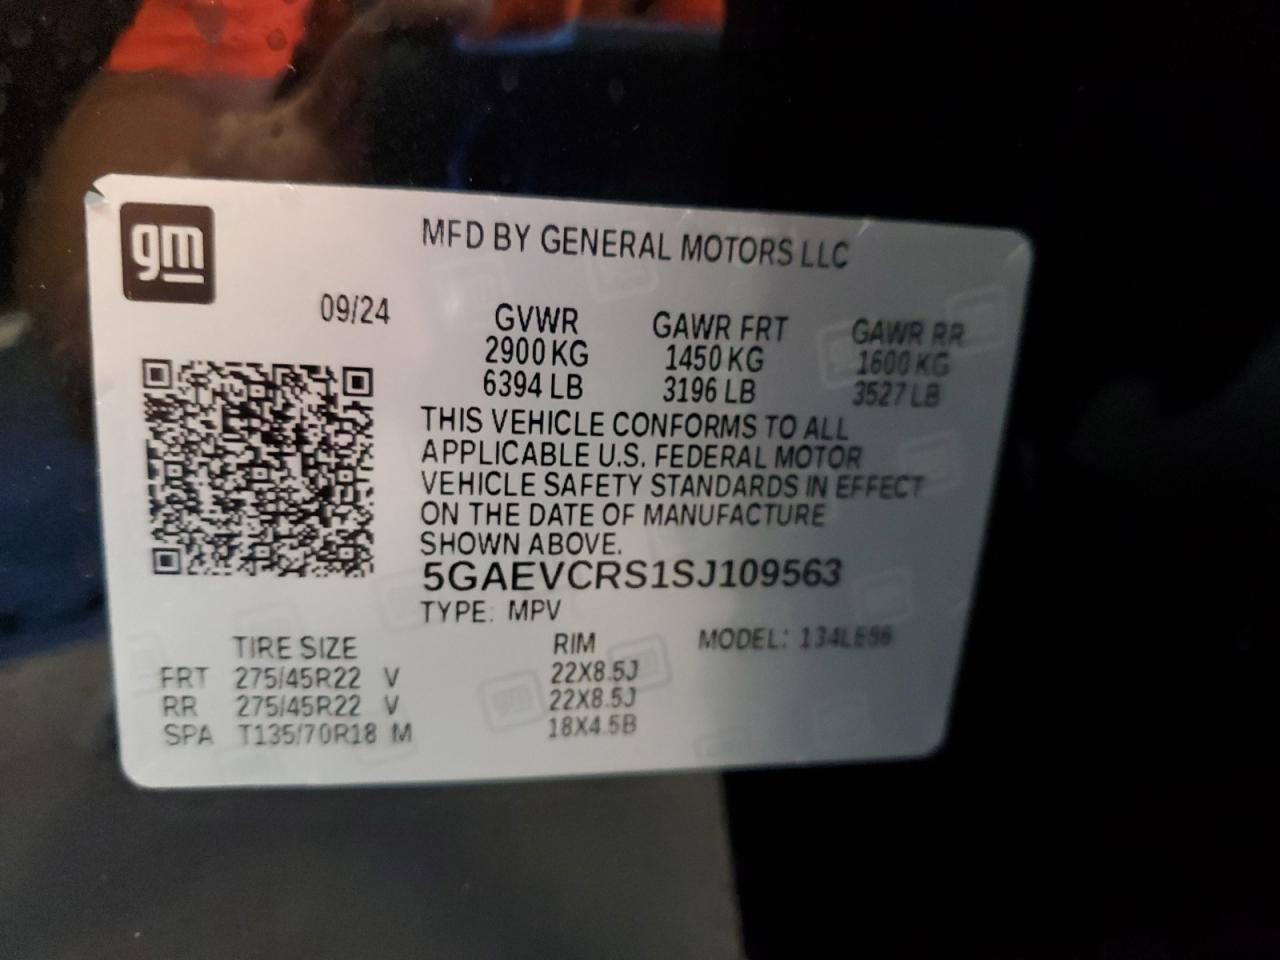 gm
MFD BY GENERAL MOTORS LLC
09/24
GVWR GAWR FRT GAWR RR
2900 KG 1450 KG 1600 KG
6394 LB 3196 LB 3527 LB
THIS VEHICLE CONFORMS TO ALL
APPLICABLE U.S. FEDERAL MOTOR
VEHICLE SAFETY STANDARDS IN EFFECT
ON THE DATE OF MANUFACTURE
SHOWN ABOVE.
5GAEVCRS1SJ109563
TYPE: MPV
TIRE SIZE RIM MODEL:
FRT 275/45R22 V 22X8.5J
RR 275/45R22 V 22X8.5J
SPA T135/70R18 M 18X4.5B